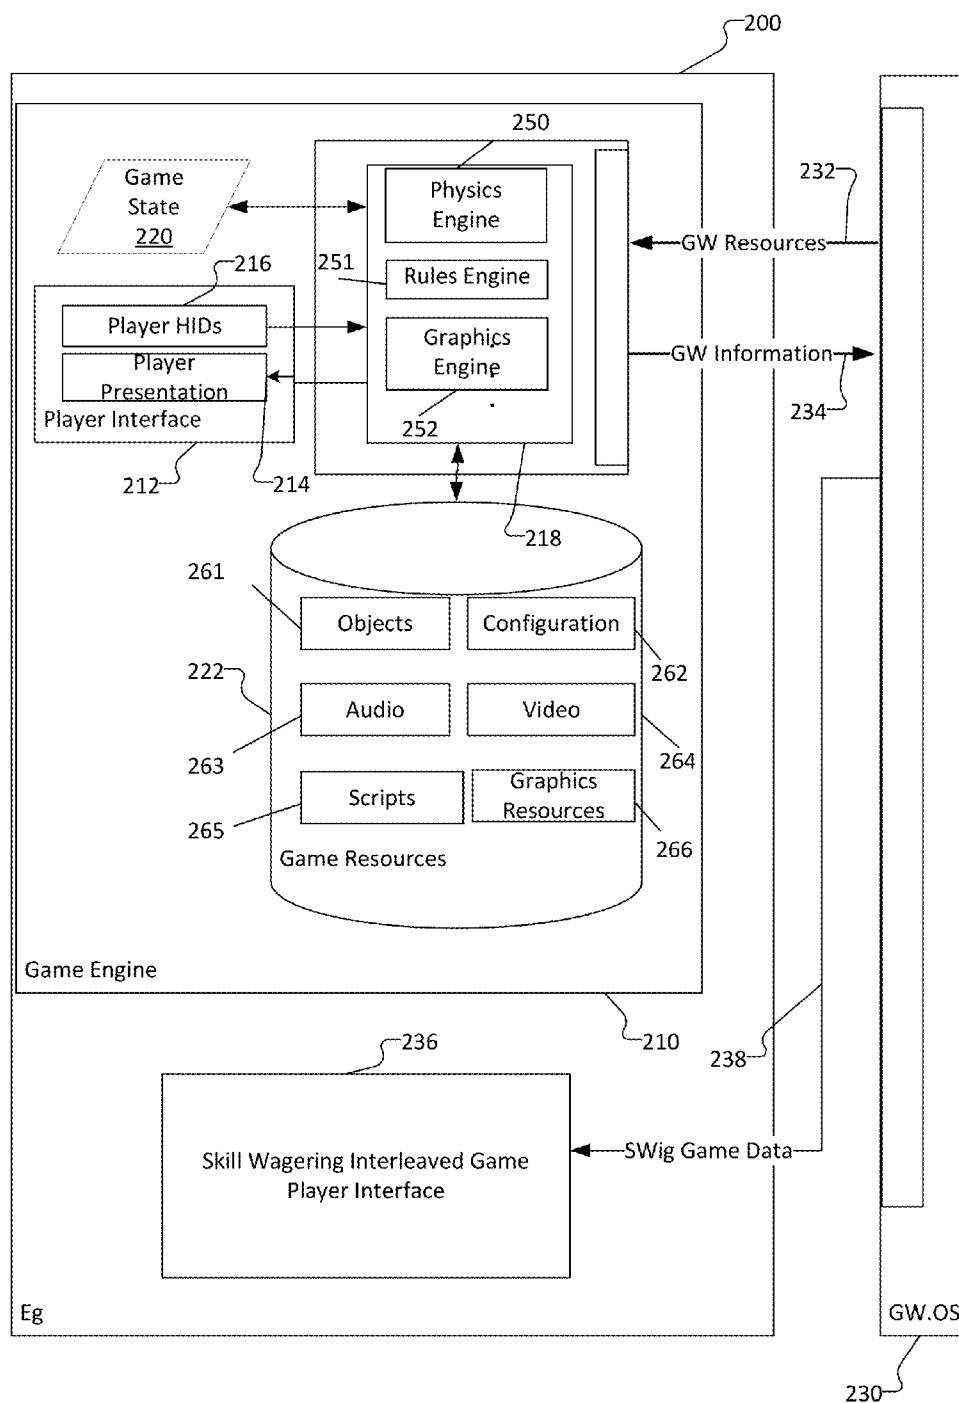 200
250
Game
State
220
Physics
Engine
232
GW Resources
251
Rules Engine
216
Player HIDs
Graphics
Engine
GW Information
234
Player
Presentation
Player Interface
252
212
214
218
261
Objects
Configuration
262
222
Audio
Video
263
264
Scripts
Graphics
Resources
265
266
Game Resources
Game Engine
210
238
236
Skill Wagering Interleaved Game
Player Interface
SWig Game Data
Eg
GW.OS
230